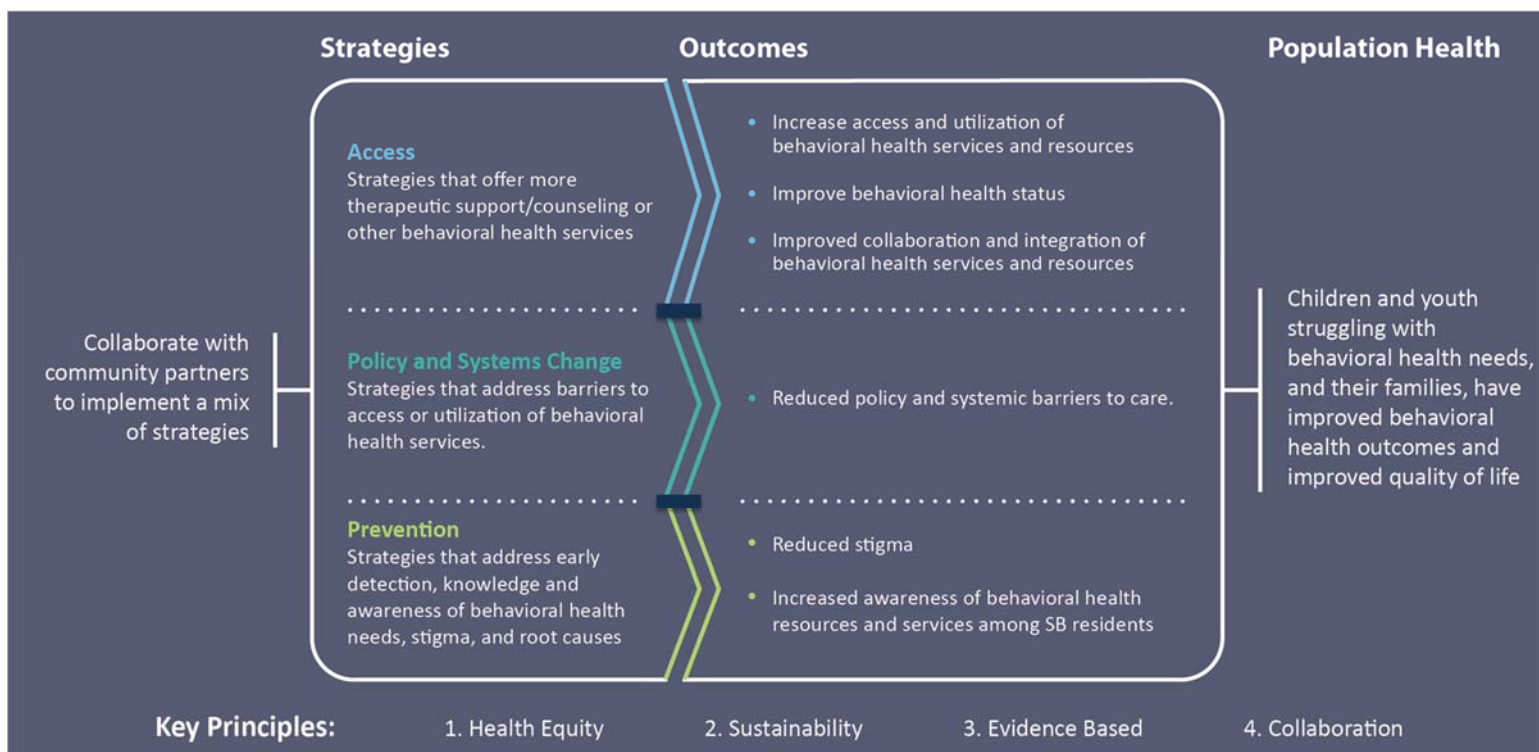 Strategies
Outcomes
Population Health
Collaborate with
community partners
to implement a mix
of strategies
Access
Strategies that offer more
therapeutic support/counseling or
other behavioral health services
• Increase access and utilization of
behavioral health services and resources
• Improve behavioral health status
• Improved collaboration and integration of
behavioral health services and resources
Policy and Systems Change
Strategies that address barriers to
access or utilization of behavioral
health services.
• Reduced policy and systemic barriers to care.
Prevention
Strategies that address early
detection, knowledge and
awareness of behavioral health
needs, stigma, and root causes
• Reduced stigma
• Increased awareness of behavioral health
resources and services among SB residents
Children and youth
struggling with
behavioral health needs,
and their families, have
improved behavioral
health outcomes and
improved quality of life
Key Principles: 1. Health Equity 2. Sustainability 3. Evidence Based 4. Collaboration